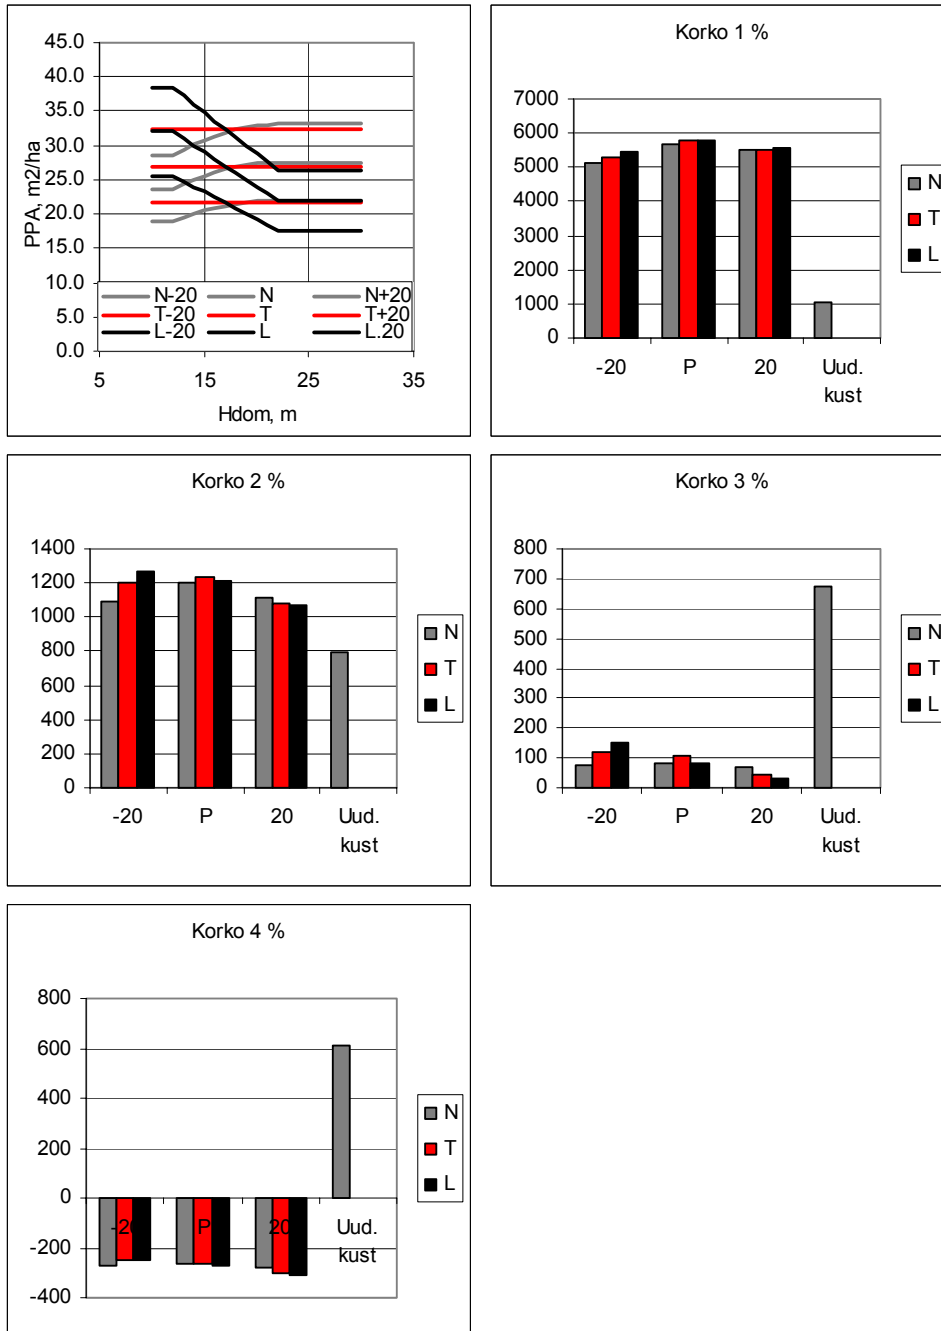 45.0
40.0
35.0
30.0
25.0
20.0
15.0
10.0
5.0
0.0
PPA, m2/ha
N-20 N N+20
T-20 T T+20
L-20 L L.20
5 15 25 35
Hdom, m
Korko 1 %
7000
6000
5000
4000
3000
2000
1000
0
-20 P 20 Uud.
kust
N
T
L
Korko 2 %
1400
1200
1000
800
600
400
200
0
-20 P 20 Uud.
kust
N
T
L
Korko 3 %
800
700
600
500
400
300
200
100
0
-20 P 20 Uud.
kust
N
T
L
Korko 4 %
800
600
400
200
0
-200
-400
-20 P 20 Uud.
kust
N
T
L